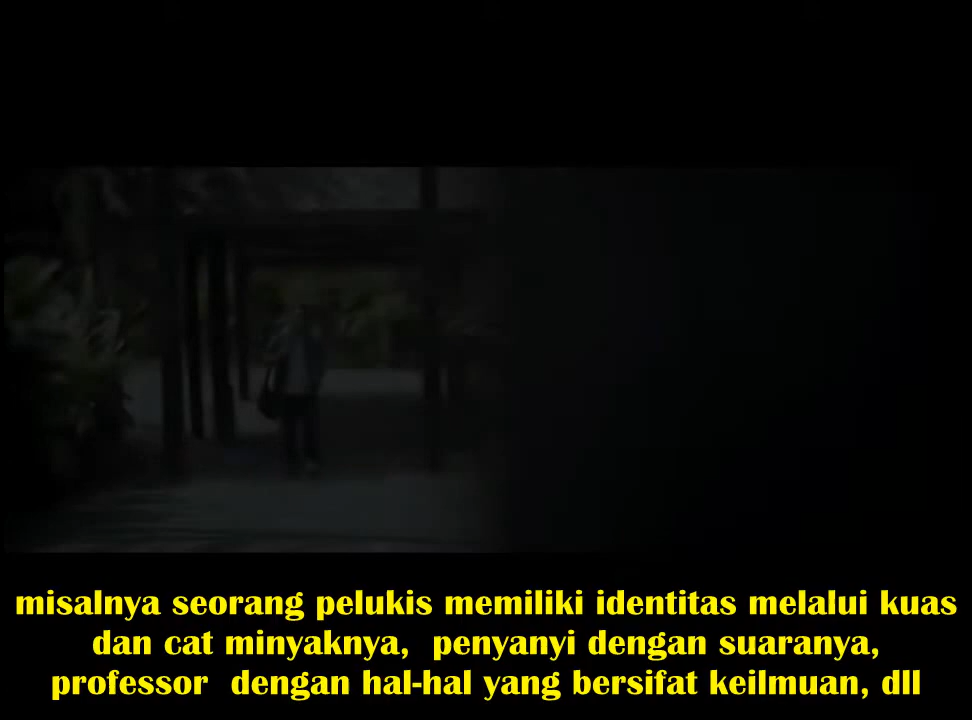 misalnya seorang pelukis memiliki identitas melalui kuas
dan cat minyaknya, penyanyi dengan suaranya,
professor dengan hal-hal yang bersifat keilmuan, dll